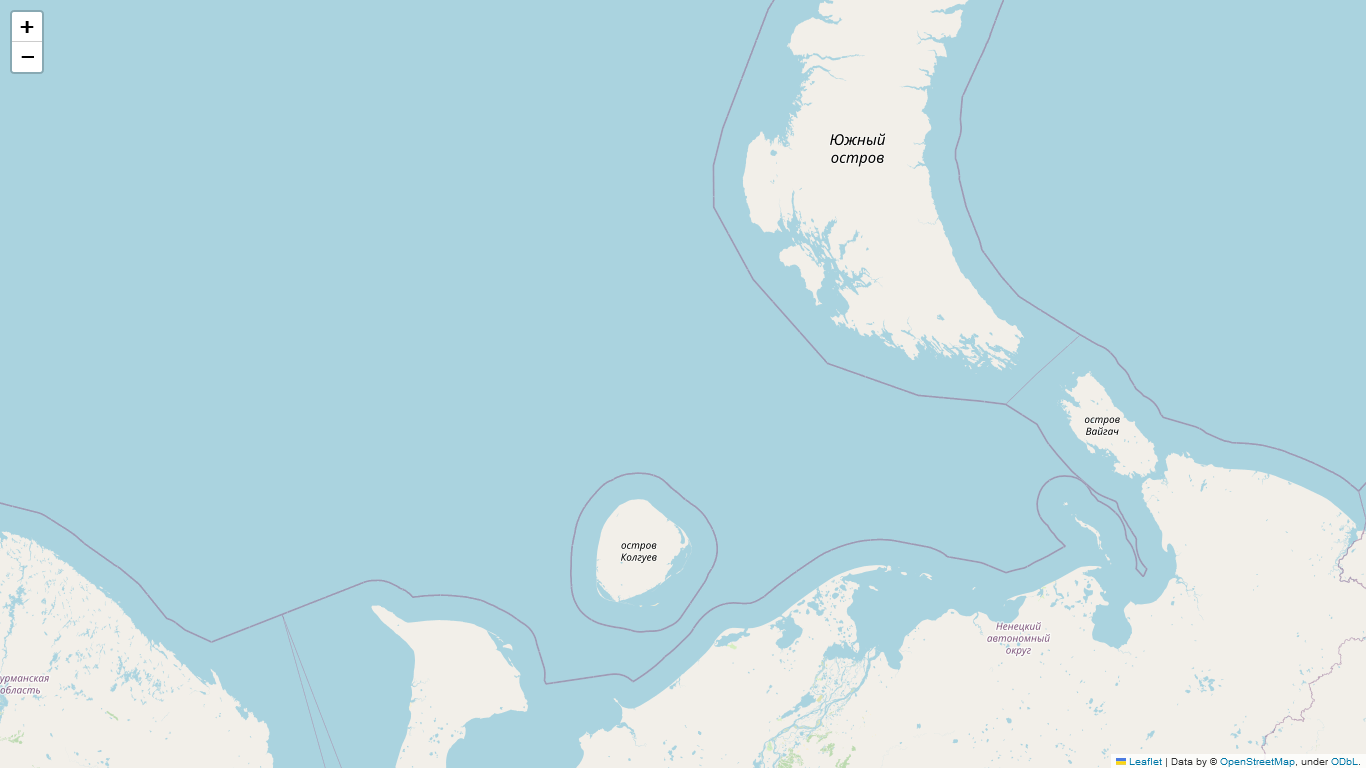 +
−
Южный
остров
остров
Вайгач
остров
Колгуев
Ненецкий
автономный
округ
урманская
область
Leaflet | Data by © OpenStreetMap, under ODbL.